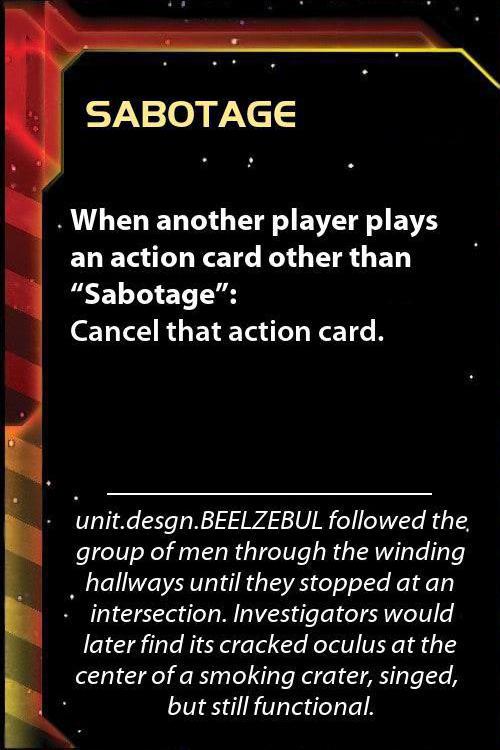 SABOTAGE
When another player plays
an action card other than
“Sabotage”:
Cancel that action card.
unit.desgn.BEELZEBUL followed the
group of men through the winding
hallways until they stopped at an
intersection. Investigators would
later find its cracked oculus at the
center of a smoking crater, singed,
but still functional.